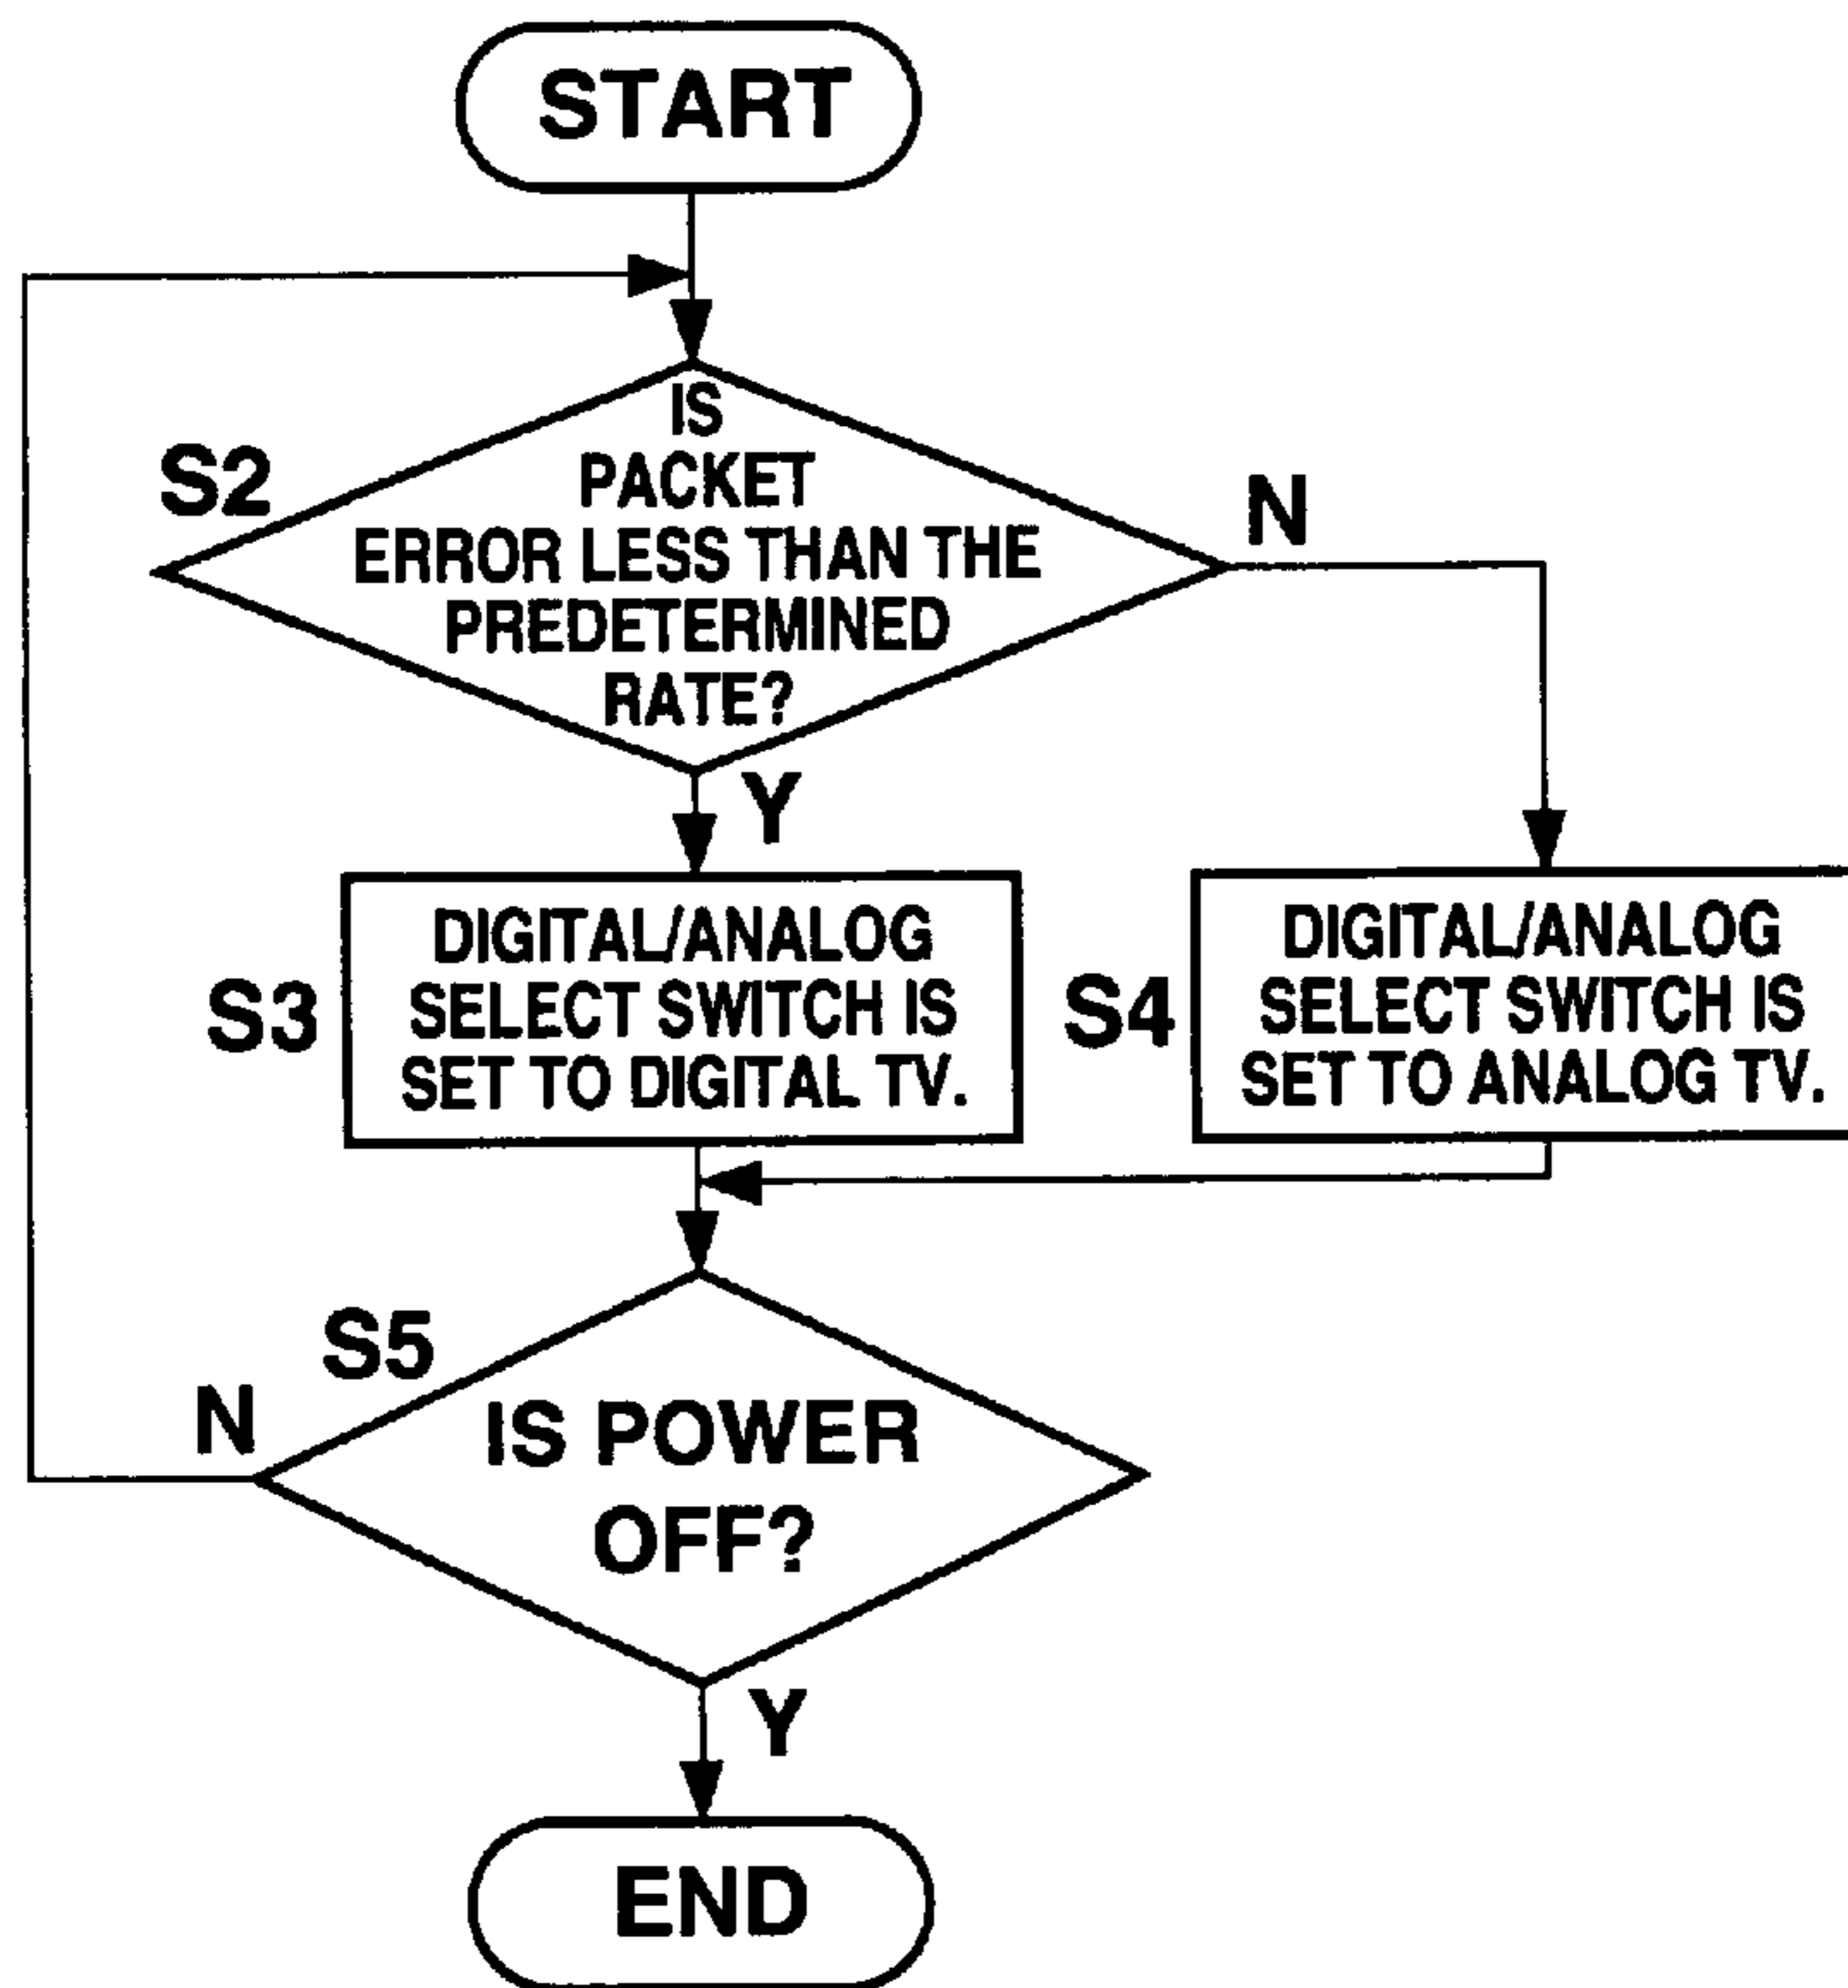 START
S2
IS
PACKET
ERROR LESS THAN THE
PREDETERMINED
RATE?
N
Y
S3
DIGITAL/ANALOG
SELECT SWITCH IS
SET TO DIGITAL TV.
S4
DIGITAL/ANALOG
SELECT SWITCH IS
SET TO ANALOG TV.
S5
N
IS POWER
OFF?
Y
END